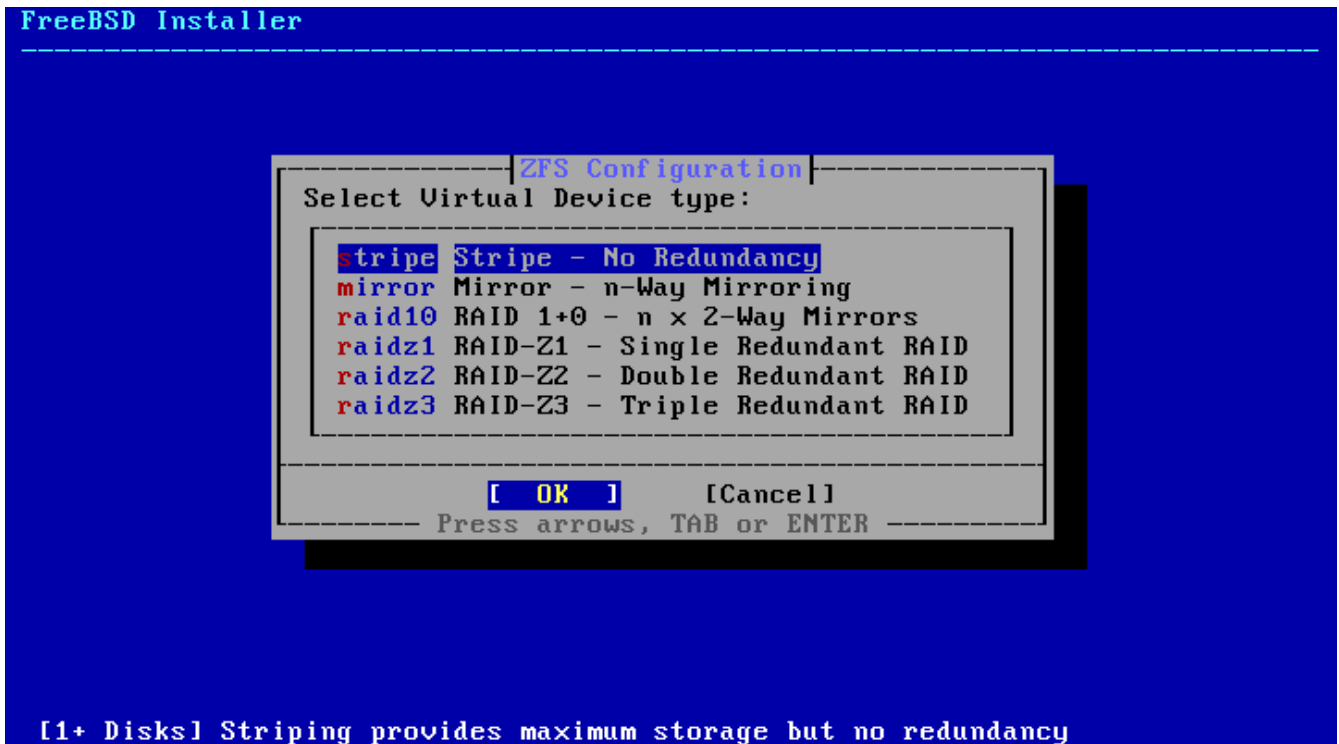 FreeBSD Installer
ZFS Configuration
Select Virtual Device type:
stripe Stripe - No Redundancy
mirror Mirror - n-Way Mirroring
raid10 RAID 1+0 - n x 2-Way Mirrors
raidz1 RAID-Z1 - Single Redundant RAID
raidz2 RAID-Z2 - Double Redundant RAID
raidz3 RAID-Z3 - Triple Redundant RAID
[ OK ] [Cancel]
Press arrows, TAB or ENTER
[1+ Disks] Striping provides maximum storage but no redundancy